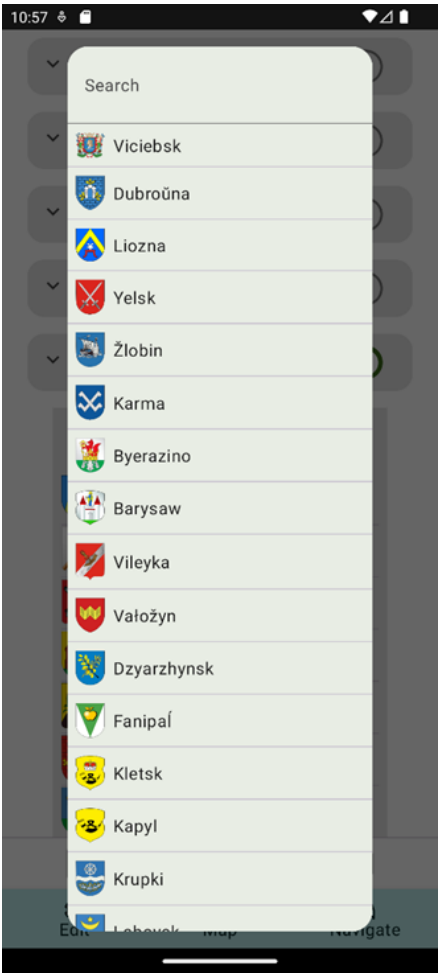 10:57
Search
Viciebsk
Dubroŭna
Liozna
Yelsk
Žlobin
Karma
Byerazino
Barysaw
Vileyka
Vałožyn
Dzyarzhynsk
Fanipaĺ
Kletsk
Kapyl
Krupki
Edit Map Navigate